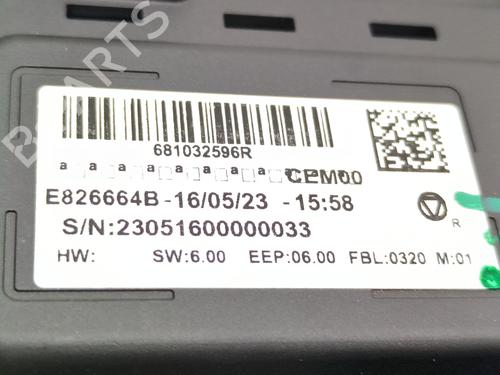 PARTS
681032596R
a a a a a a a a a a
E826664B -16/05/23 -15:58
S/N:23051600000033
R
HW: SW:6.00 EEP:06.00 FBL:0320 M:01